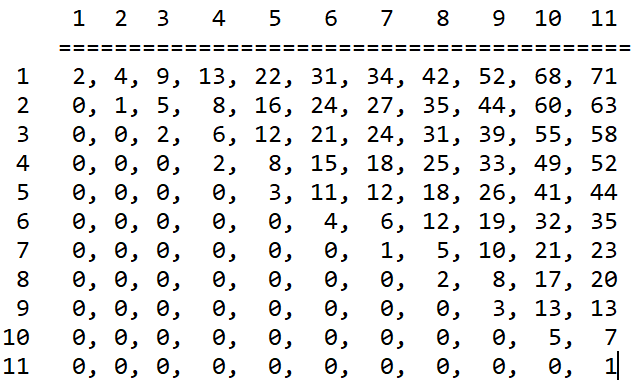 1 2 3 4 5 6 7 8 9 10 11
=========================================
1 2, 4, 9, 13, 22, 31, 34, 42, 52, 68, 71
2 0, 1, 5, 8, 16, 24, 27, 35, 44, 60, 63
3 0, 0, 2, 6, 12, 21, 24, 31, 39, 55, 58
4 0, 0, 0, 2, 8, 15, 18, 25, 33, 49, 52
5 0, 0, 0, 0, 3, 11, 12, 18, 26, 41, 44
6 0, 0, 0, 0, 0, 4, 6, 12, 19, 32, 35
7 0, 0, 0, 0, 0, 0, 1, 5, 10, 21, 23
8 0, 0, 0, 0, 0, 0, 0, 2, 8, 17, 20
9 0, 0, 0, 0, 0, 0, 0, 0, 3, 13, 13
10 0, 0, 0, 0, 0, 0, 0, 0, 0, 5, 7
11 0, 0, 0, 0, 0, 0, 0, 0, 0, 0, 1